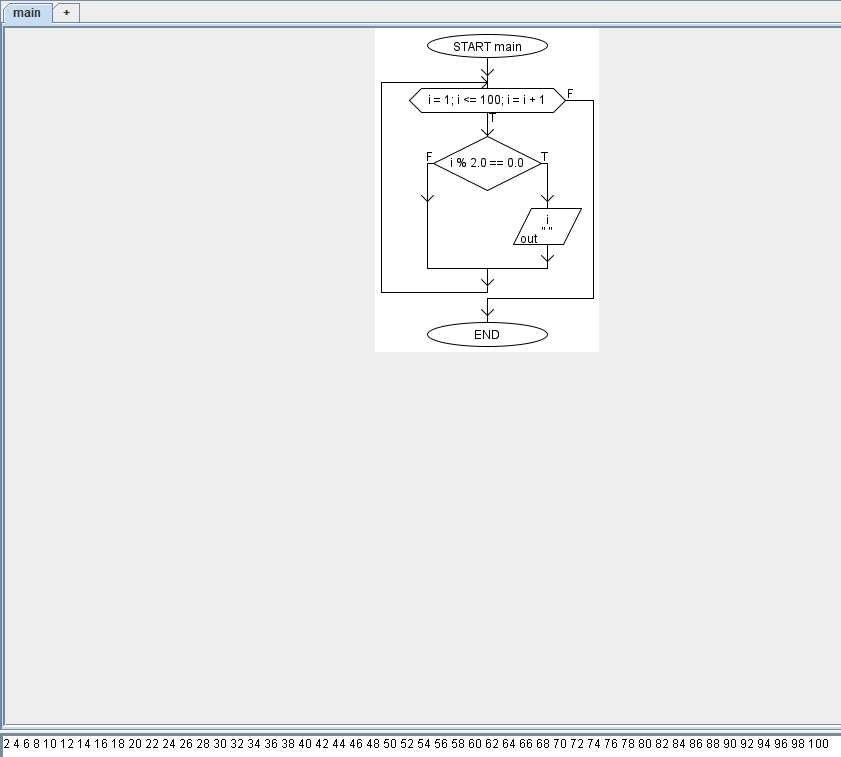 main +
START main
i = 1; i <= 100; i = i + 1
F
T
F
i % 2.0 == 0.0
T
i
" "
out
END
2 4 6 8 10 12 14 16 18 20 22 24 26 28 30 32 34 36 38 40 42 44 46 48 50 52 54 56 58 60 62 64 66 68 70 72 74 76 78 80 82 84 86 88 90 92 94 96 98 100